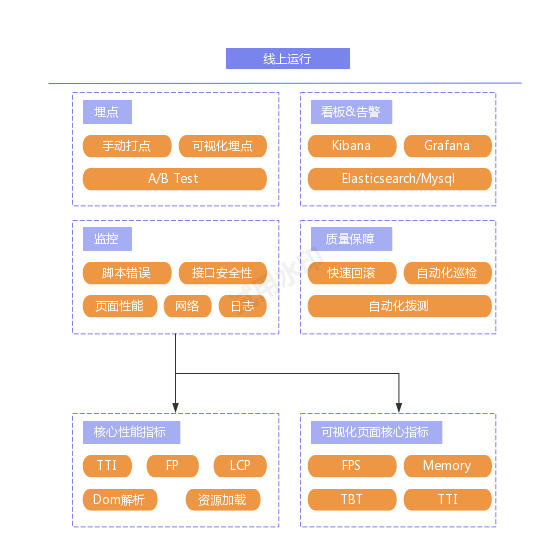 线上运行
埋点
手动打点
可视化埋点
A/B Test
看板&告警
Kibana
Grafana
Elasticsearch/Mysql
监控
脚本错误
接口安全性
页面性能
网络
日志
质量保障
快速回滚
自动化巡检
自动化拨测
试用水印
核心性能指标
TTI
FP
LCP
Dom解析
资源加载
可视化页面核心指标
FPS
Memory
TBT
TTI